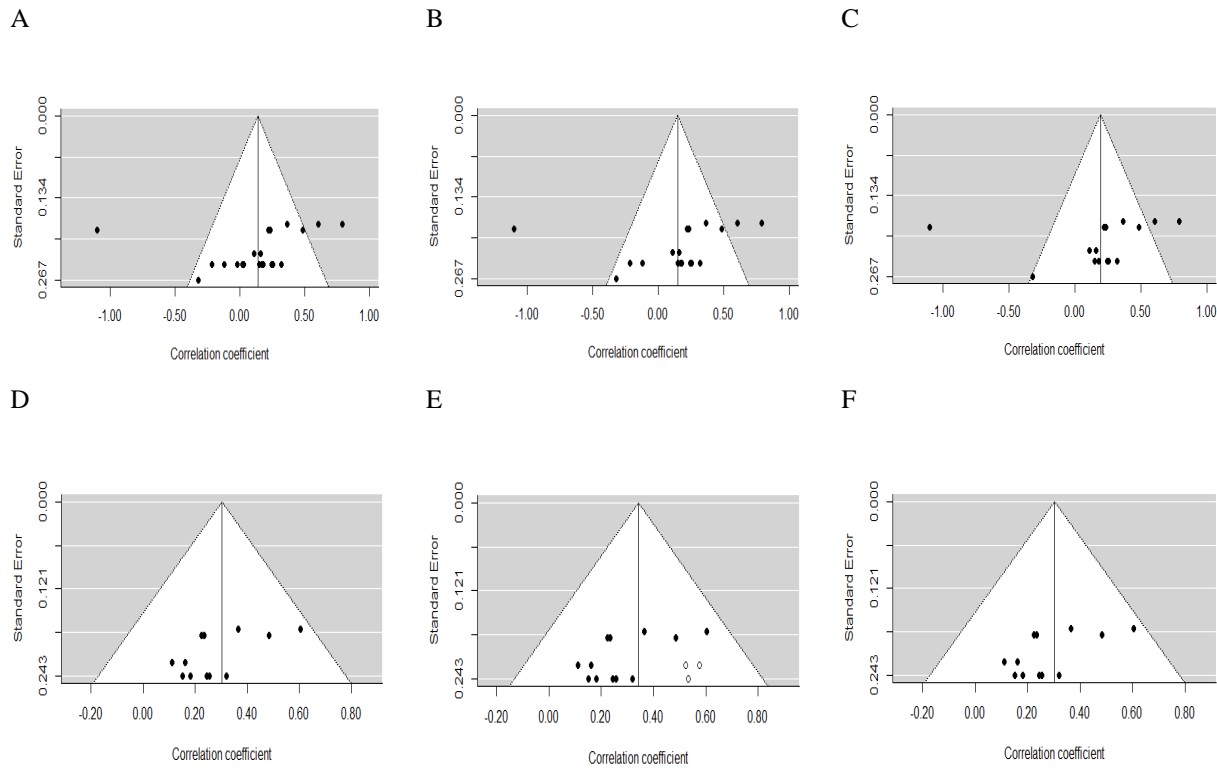 A
B
C
0.000
0.134
0.267
Standard Error
-1.00 -0.50 0.00 0.50 1.00
Correlation coefficient
0.000
0.134
0.267
Standard Error
-1.00 -0.50 0.00 0.50 1.00
Correlation coefficient
0.000
0.134
0.267
Standard Error
-1.00 -0.50 0.00 0.50 1.00
Correlation coefficient
D
E
F
0.000
0.121
0.243
Standard Error
-0.20 0.00 0.20 0.40 0.60 0.80
Correlation coefficient
0.000
0.121
0.243
Standard Error
0.00 0.20 0.40 0.60 0.80
Correlation coefficient
0.000
0.121
0.243
Standard Error
-0.20 0.00 0.20 0.40 0.60 0.80
Correlation coefficient